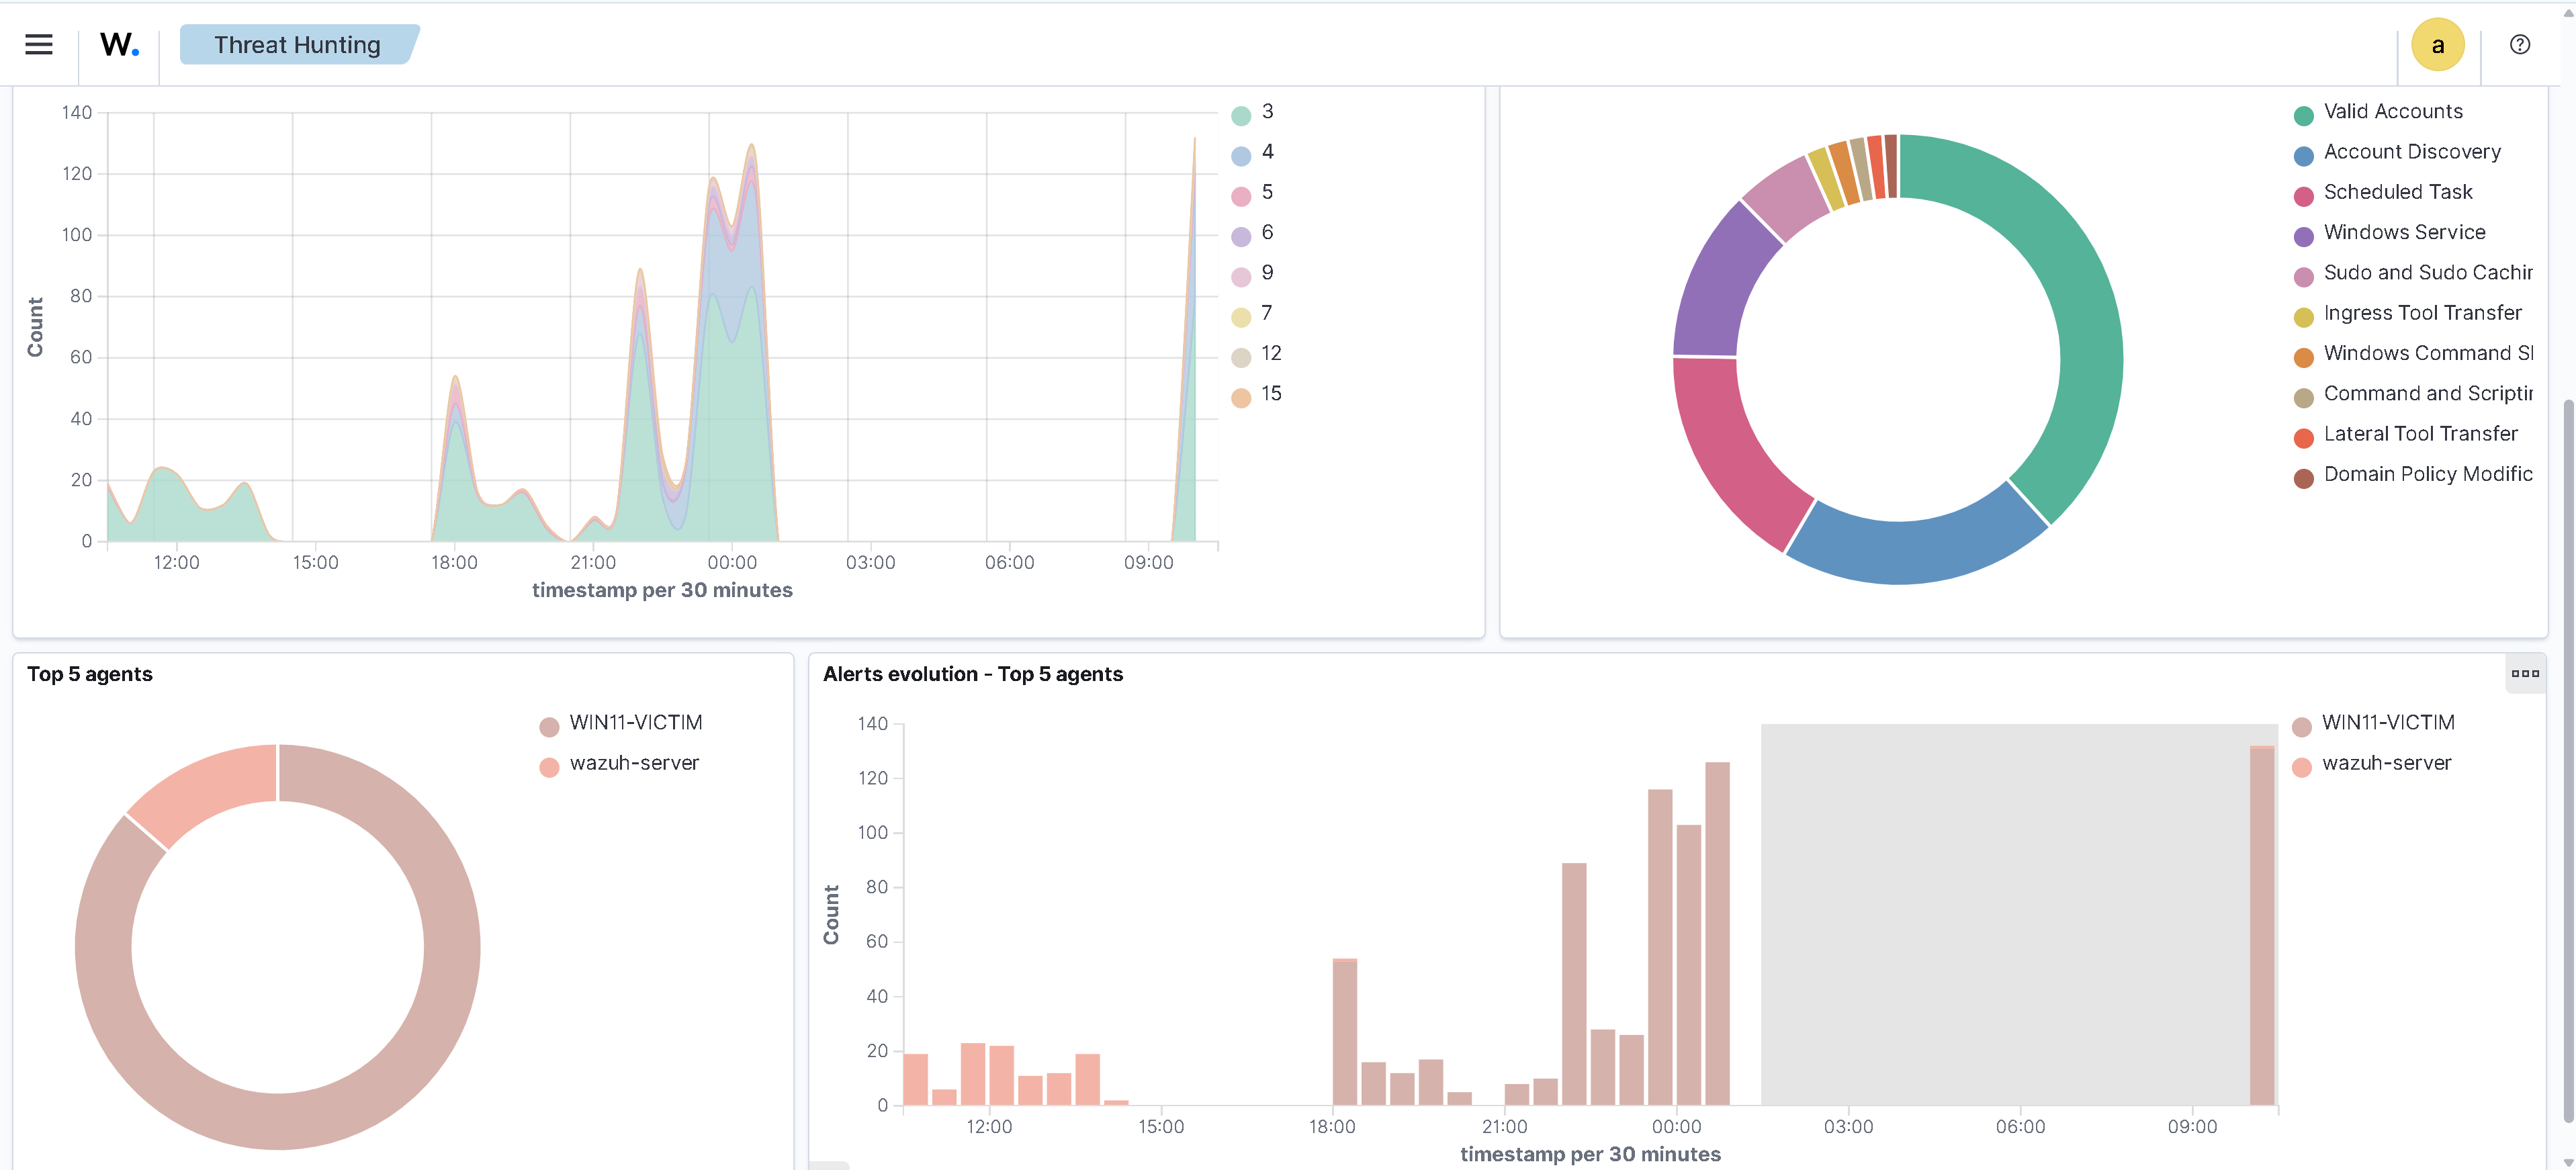 W.
Threat Hunting
a
140
120
100
80
60
40
20
0
Count
12:00
15:00
18:00
21:00
00:00
03:00
06:00
09:00
timestamp per 30 minutes
3
4
5
6
9
7
12
15
Valid Accounts
Account Discovery
Scheduled Task
Windows Service
Sudo and Sudo Cachin
Ingress Tool Transfer
Windows Command Sh
Command and Scriptin
Lateral Tool Transfer
Domain Policy Modific
Top 5 agents
WIN11-VICTIM
wazuh-server
Alerts evolution - Top 5 agents
140
120
100
80
60
40
20
0
Count
12:00
15:00
18:00
21:00
00:00
03:00
06:00
09:00
timestamp per 30 minutes
WIN11-VICTIM
wazuh-server